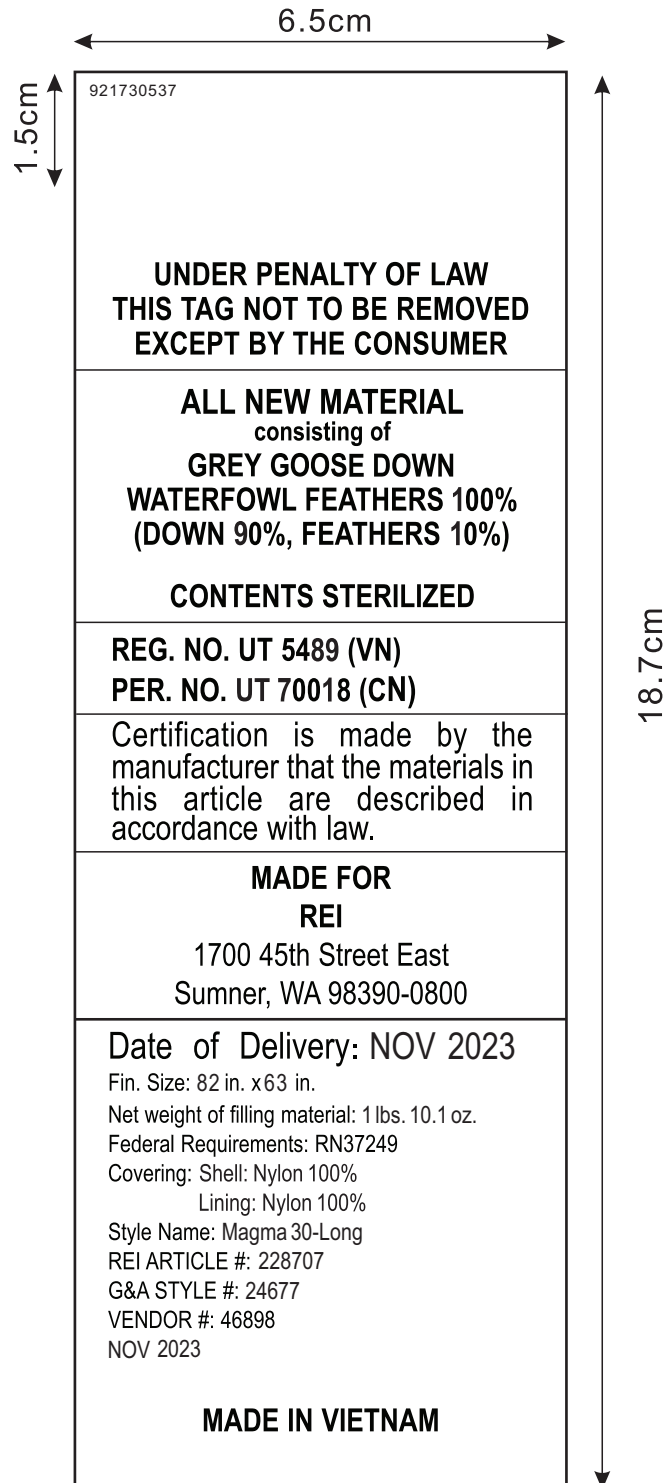 6.5cm
1.5cm
921730537
UNDER PENALTY OF LAW
THIS TAG NOT TO BE REMOVED
EXCEPT BY THE CONSUMER
ALL NEW MATERIAL
consisting of
GREY GOOSE DOWN
WATERFOWL FEATHERS 100%
(DOWN 90%, FEATHERS 10%)
CONTENTS STERILIZED
REG. NO. UT 5489 (VN)
PER. NO. UT 70018 (CN)
Certification is made by the
manufacturer that the materials in
this article are described in
accordance with law.
MADE FOR
REI
1700 45th Street East
Sumner, WA 98390-0800
Date of Delivery: NOV 2023
Fin. Size: 82 in. x 63 in.
Net weight of filling material: 1 lbs. 10.1 oz.
Federal Requirements: RN37249
Covering: Shell: Nylon 100%
Lining: Nylon 100%
Style Name: Magma 30-Long
REI ARTICLE #: 228707
G&A STYLE #: 24677
VENDOR #: 46898
NOV 2023
MADE IN VIETNAM
18.7cm